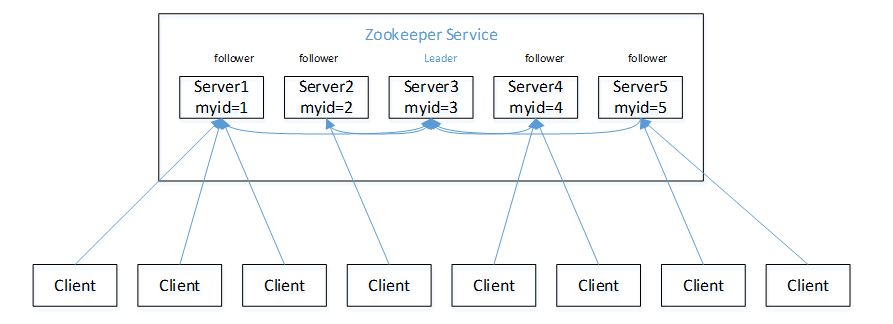 Zookeeper Service
follower
follower
Leader
follower
follower
Server1
myid=1
Server2
myid=2
Server3
myid=3
Server4
myid=4
Server5
myid=5
Client
Client
Client
Client
Client
Client
Client
Client